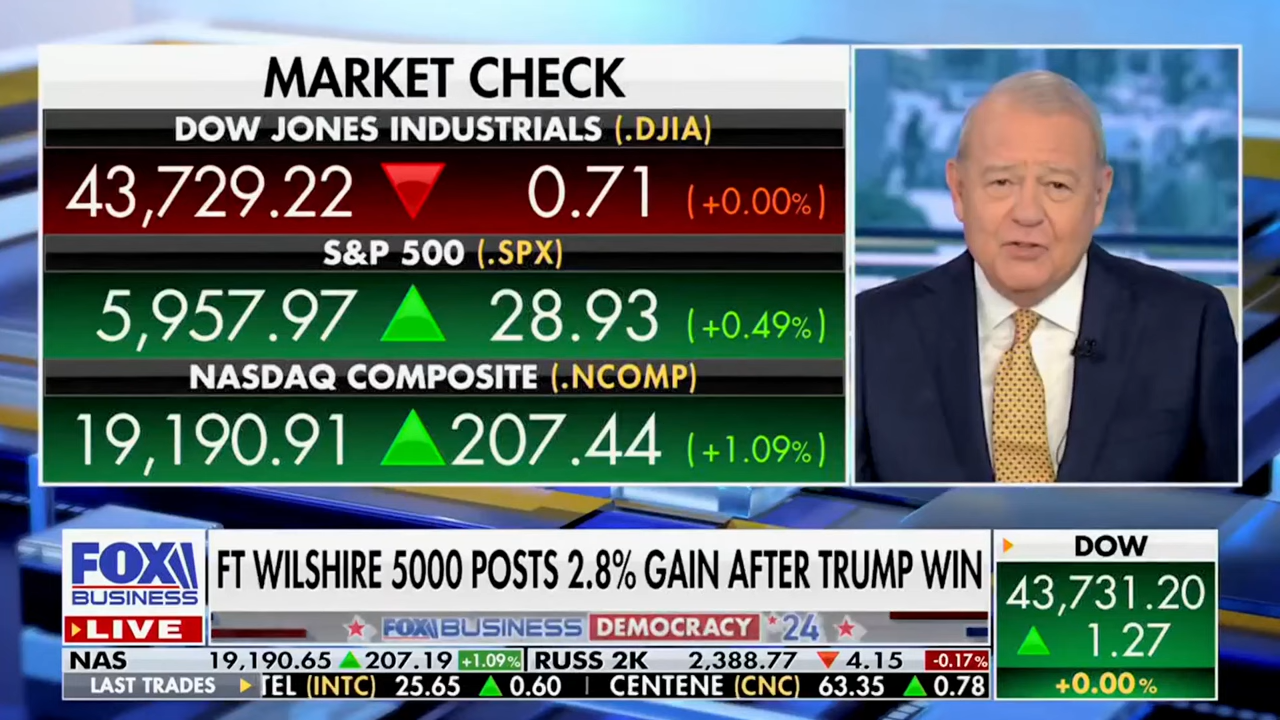 MARKET CHECK
DOW JONES INDUSTRIALS (.DJIA)
43,729.22 ▼ 0.71 (+0.00%)
S&P 500 (.SPX)
5,957.97 ▲ 28.93 (+0.49%)
NASDAQ COMPOSITE (.NCOMP)
19,190.91 ▲ 207.44 (+1.09%)
FOX
BUSINESS
LIVE
FT WILSHIRE 5000 POSTS 2.8% GAIN AFTER TRUMP WIN
FOX BUSINESS DEMOCRACY '24
DOW
43,731.20
▲ 1.27
+0.00%
NAS 19,190.65 ▲ 207.19 +1.09% RUSS 2K 2,388.77 ▼ 4.15 -0.17%
LAST TRADES TEL (INTC) 25.65 ▲ 0.60 | CENTENE (CNC) 63.35 ▲ 0.78